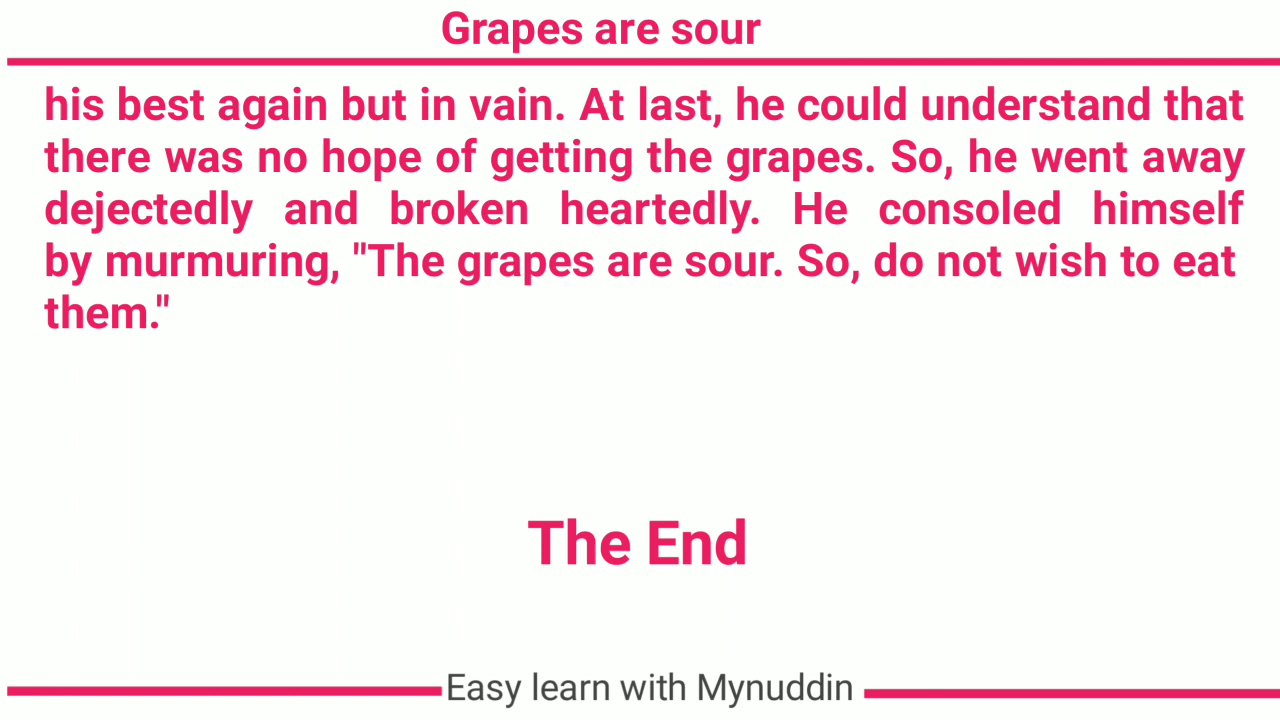 Grapes are sour
his best again but in vain. At last, he could understand that
there was no hope of getting the grapes. So, he went away
dejectedly and broken heartedly. He consoled himself
by murmuring, "The grapes are sour. So, do not wish to eat
them."
The End
Easy learn with Mynuddin